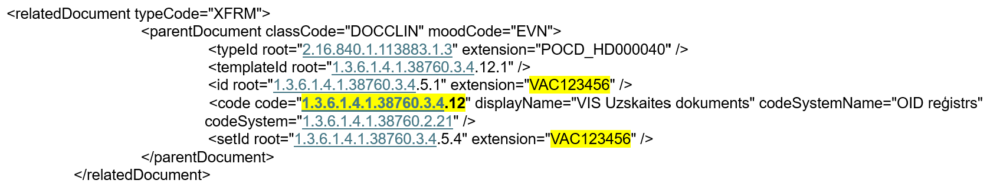 <relatedDocument typeCode="XFRM">
<parentDocument classCode="DOCCLIN" moodCode="EVN">
<typeId root="2.16.840.1.113883.1.3" extension="POCD_HD000040" />
<templateId root="1.3.6.1.4.1.38760.3.4.12.1" />
<id root="1.3.6.1.4.1.38760.3.4.5.1" extension="VAC123456" />
<code code="1.3.6.1.4.1.38760.3.4.12" displayName="VIS Uzskaites dokuments" codeSystemName="OID reģistrs"
codeSystem="1.3.6.1.4.1.38760.2.21" />
<setId root="1.3.6.1.4.1.38760.3.4.5.4" extension="VAC123456" />
</parentDocument>
</relatedDocument>